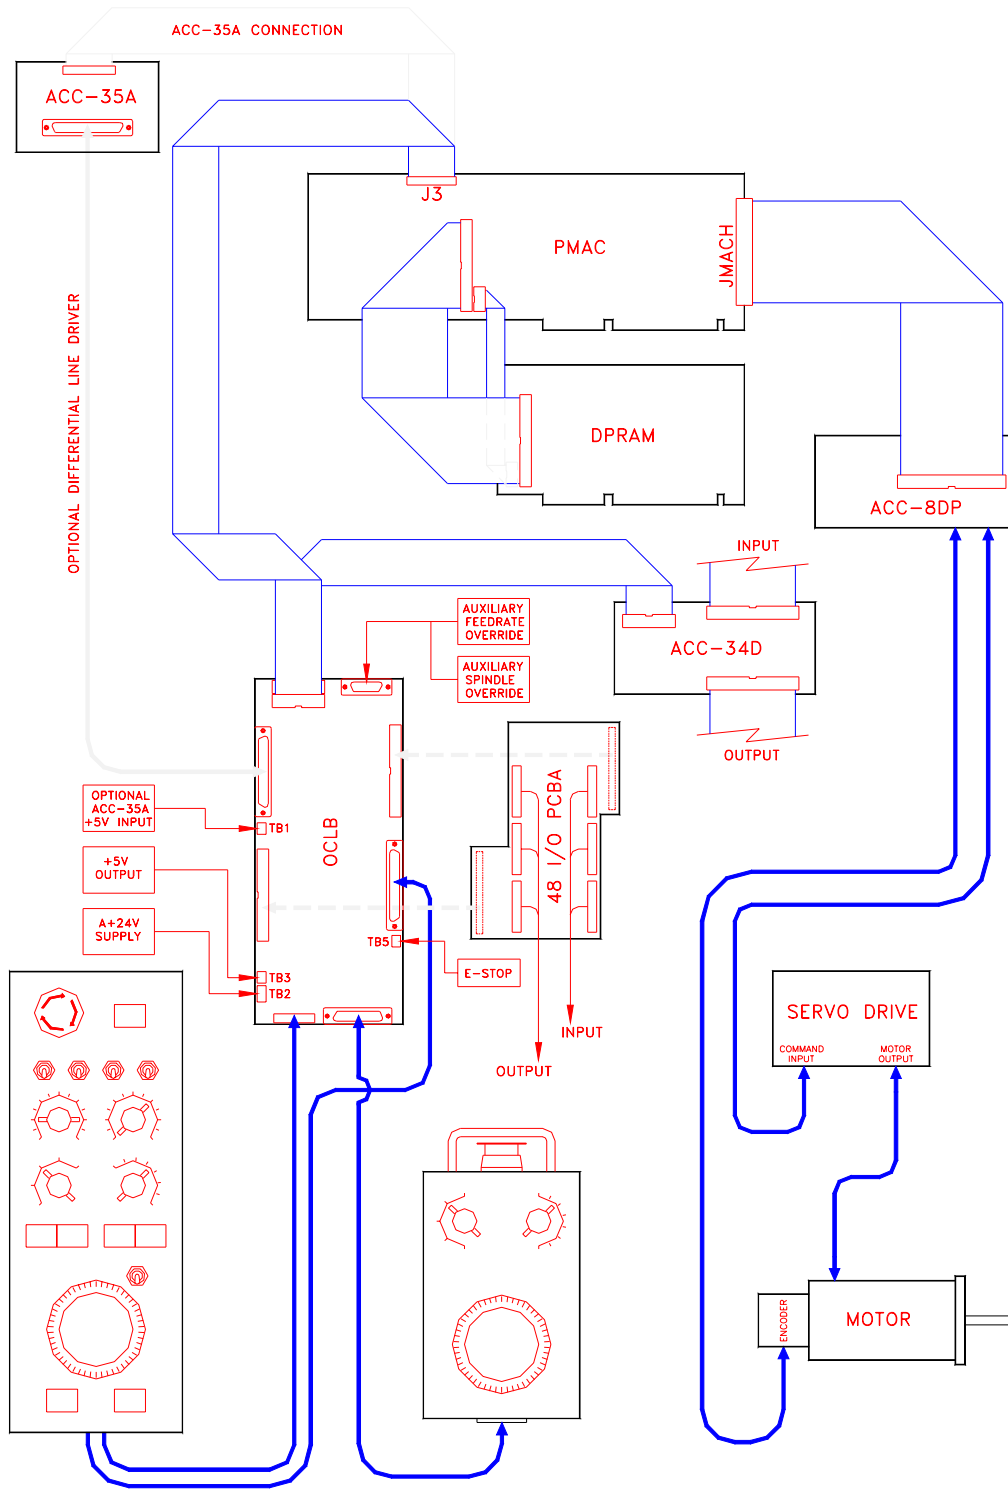 ACC-35A CONNECTION
ACC-35A
J3
PMAC
JMACH
OPTIONAL DIFFERENTIAL LINE DRIVER
DPRAM
ACC-8DP
INPUT
AUXILIARY
FEEDRATE
OVERRIDE
ACC-34D
AUXILIARY
SPINDLE
OVERRIDE
OUTPUT
OPTIONAL
ACC-35A
+5V INPUT
TB1
OCLB
48 I/O PCBA
+5V
OUTPUT
A+24V
SUPPLY
TB5
E-STOP
TB3
TB2
INPUT
OUTPUT
SERVO DRIVE
COMMAND
INPUT
MOTOR
OUTPUT
ENCODER
MOTOR